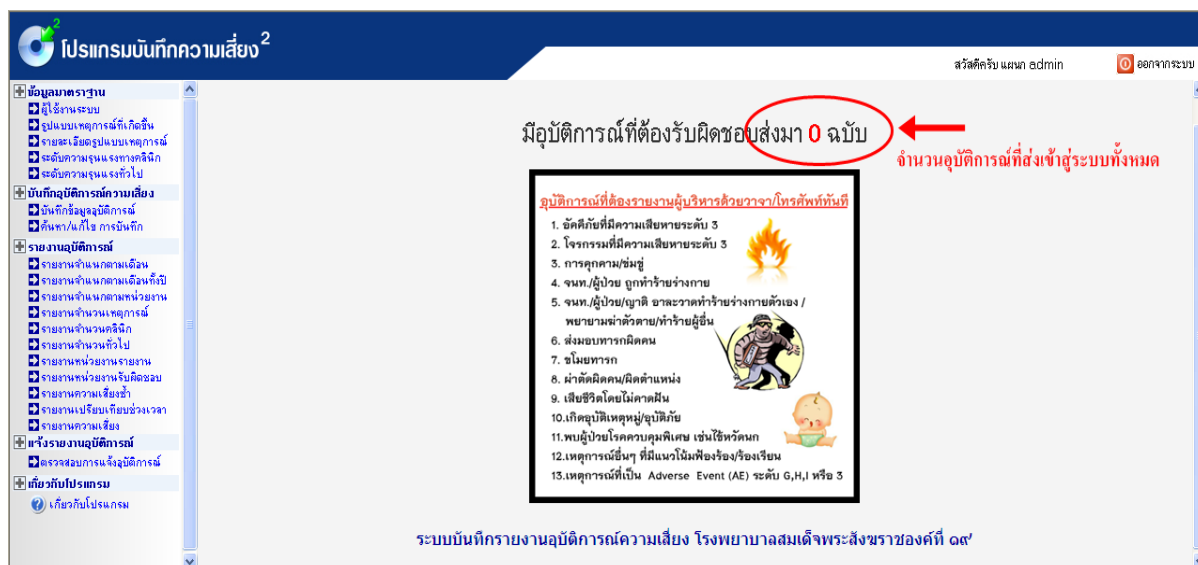 โปรแกรมบันทึกความเสี่ยง²
สวัสดีครับ แผนก admin
ออกจากระบบ
ข้อมูลมาตราฐาน
ผู้ใช้งานระบบ
รูปแบบเหตุการณ์ที่เกิดขึ้น
รายละเอียดรูปแบบเหตุการณ์
ระดับความรุนแรงทางคลินิก
ระดับความรุนแรงทั่วไป
บันทึกอุบัติการณ์ความเสี่ยง
บันทึกข้อมูลอุบัติการณ์
ค้นหา/แก้ไข การบันทึก
รายงานอุบัติการณ์
รายงานจำแนกตามเดือน
รายงานจำแนกตามเดือนทั้งปี
รายงานจำแนกตามหน่วยงาน
รายงานจำนวนเหตุการณ์
รายงานจำนวนคลินิก
รายงานจำนวนทั่วไป
รายงานหน่วยงานรายงาน
รายงานหน่วยงานรับผิดชอบ
รายงานความเสี่ยงซ้ำ
รายงานเปรียบเทียบช่วงเวลา
รายงานความเสี่ยง
แจ้งรายงานอุบัติการณ์
ตรวจสอบการแจ้งอุบัติการณ์
เกี่ยวกับโปรแกรม
เกี่ยวกับโปรแกรม
มีอุบัติการณ์ที่ต้องรับผิดชอบส่งมา 0 ฉบับ
จำนวนอุบัติการณ์ที่ส่งเข้าสู่ระบบทั้งหมด
อุบัติการณ์ที่ต้องรายงานผู้บริหารด้วยวาจา/โทรศัพท์ทันที
1. อัคคีภัยที่มีความเสียหายระดับ 3
2. โจรกรรมที่มีความเสียหายระดับ 3
3. การคุกคาม/ข่มขู่
4. จนท./ผู้ป่วย ถูกทำร้ายร่างกาย
5. จนท./ผู้ป่วย/ญาติ อาละวาดทำร้ายร่างกายตัวเอง /
พยายามฆ่าตัวตาย/ทำร้ายผู้อื่น
6. ส่งมอบทารกผิดคน
7. ขโมยทารก
8. ผ่าตัดผิดคน/ผิดตำแหน่ง
9. เสียชีวิตโดยไม่คาดฝัน
10.เกิดอุบัติเหตุหมู่/อุบัติภัย
11.พบผู้ป่วยโรคควบคุมพิเศษ เช่นไข้หวัดนก
12.เหตุการณ์อื่นๆ ที่มีแนวโน้มฟ้องร้อง/ร้องเรียน
13.เหตุการณ์ที่เป็น Adverse Event (AE) ระดับ G,H,I หรือ 3
ระบบบันทึกรายงานอุบัติการณ์ความเสี่ยง โรงพยาบาลสมเด็จพระสังฆราชองค์ที่ ๑๙